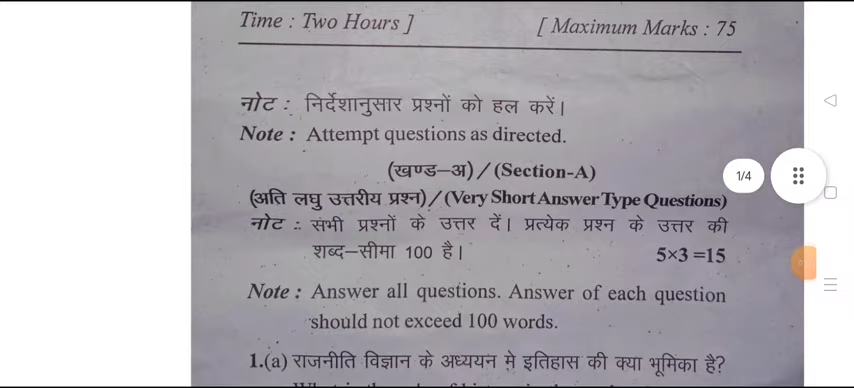 Time : Two Hours ] [ Maximum Marks : 75
नोट : निर्देशानुसार प्रश्नों को हल करें।
Note : Attempt questions as directed.
(खण्ड–अ) / (Section-A)
1/4
(अति लघु उत्तरीय प्रश्न) / (Very Short Answer Type Questions)
नोट : सभी प्रश्नों के उत्तर दें। प्रत्येक प्रश्न के उत्तर की
शब्द–सीमा 100 है। 5×3 =15
Note : Answer all questions. Answer of each question
should not exceed 100 words.
1.(a) राजनीति विज्ञान के अध्ययन मे इतिहास की क्या भूमिका है?